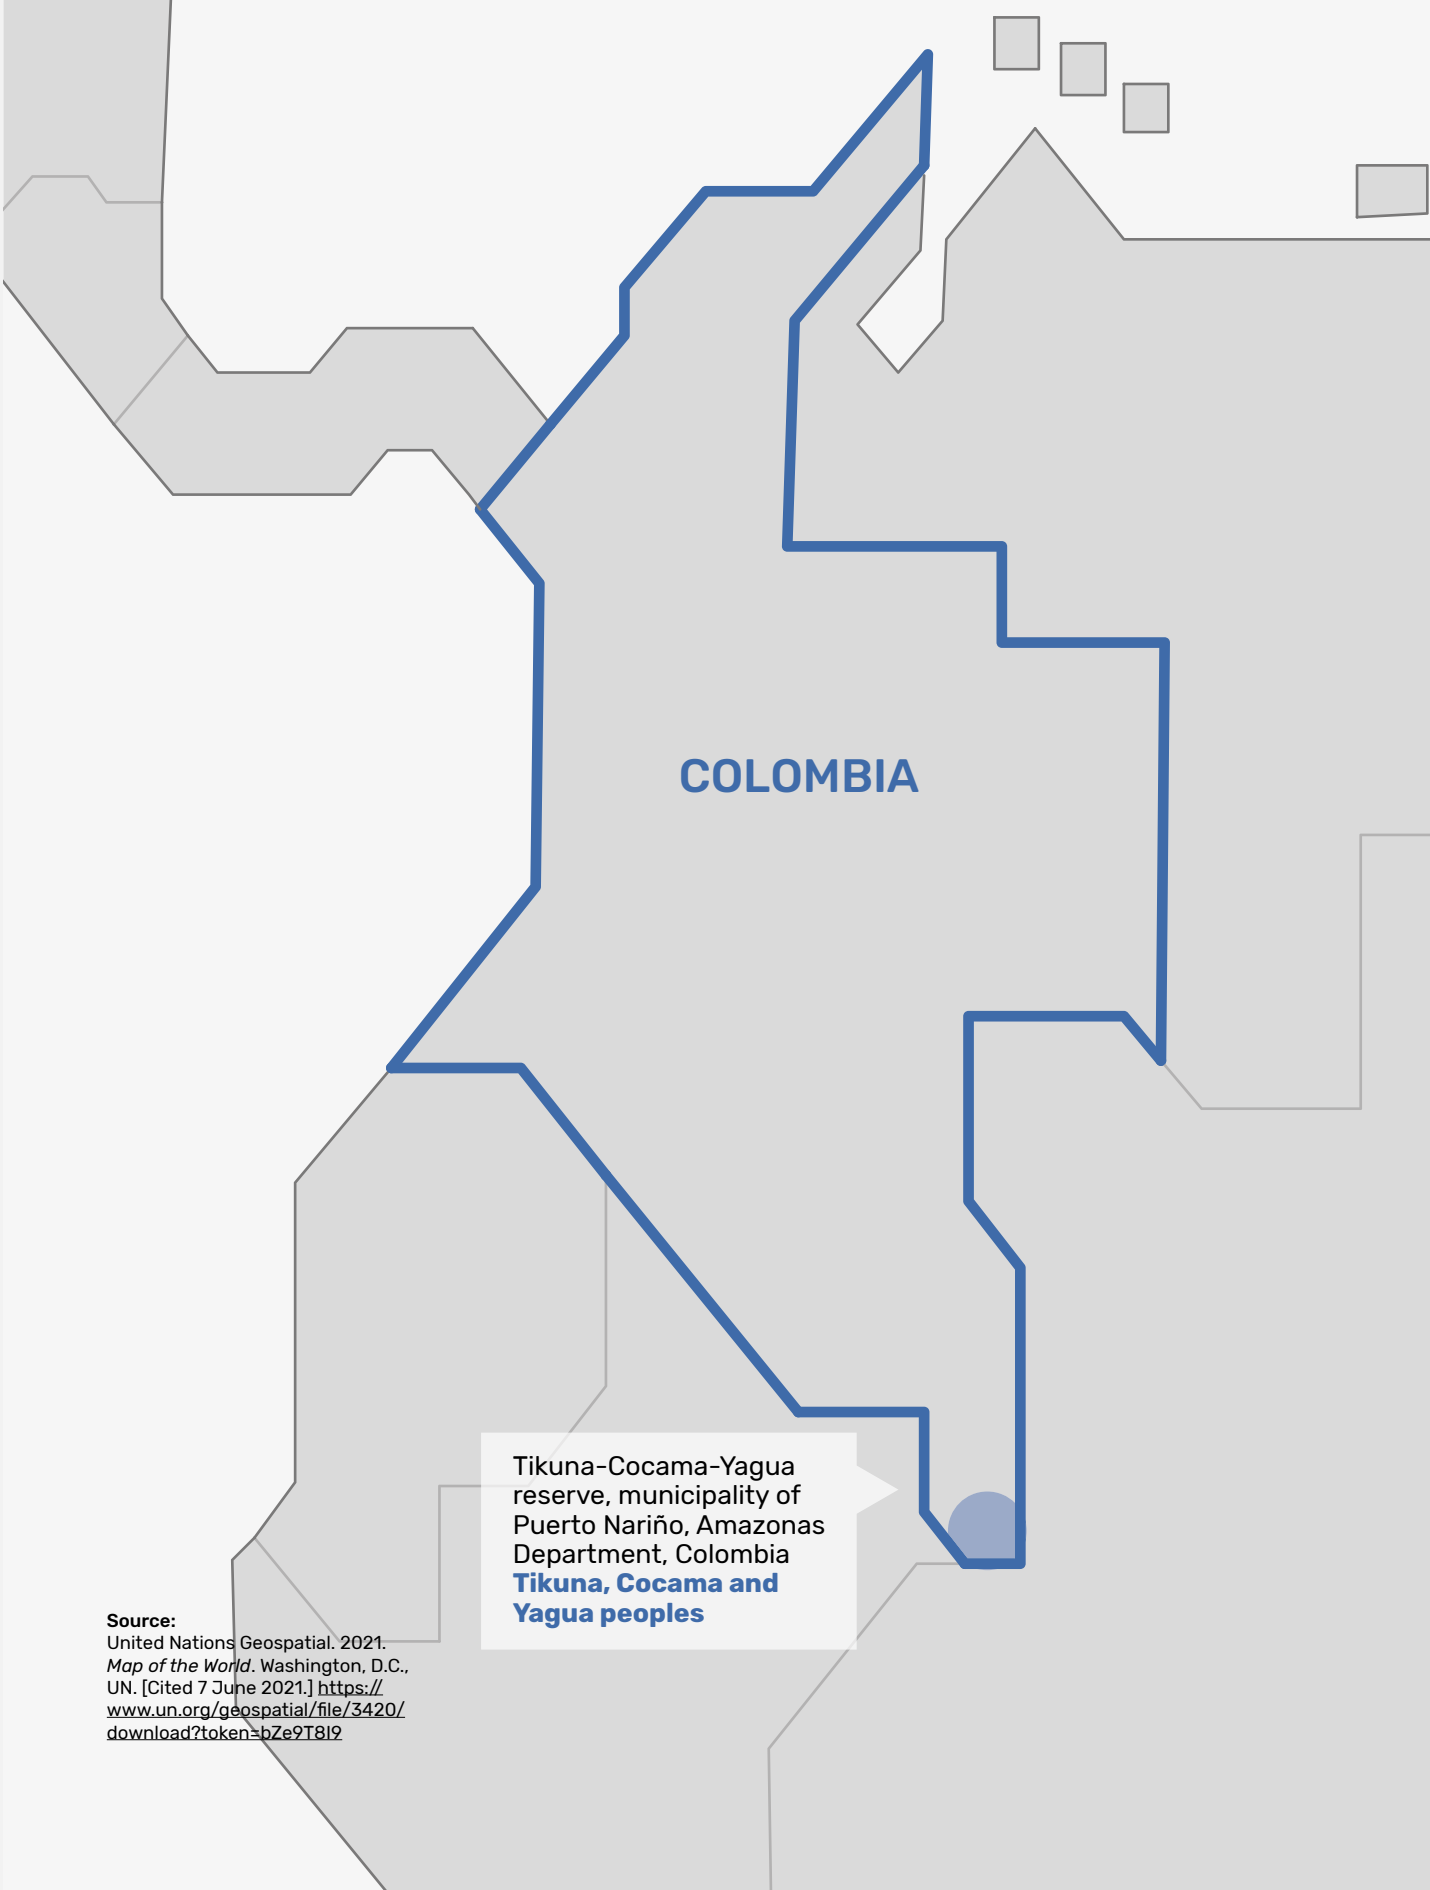 COLOMBIA
Tikuna-Cocama-Yagua
reserve, municipality of
Puerto Nariño, Amazonas
Department, Colombia
Tikuna, Cocama and
Yagua peoples
Source:
United Nations Geospatial. 2021.
Map of the World. Washington, D.C.,
UN. [Cited 7 June 2021.] https://
www.un.org/geospatial/file/3420/
download?token=bZe9T8I9